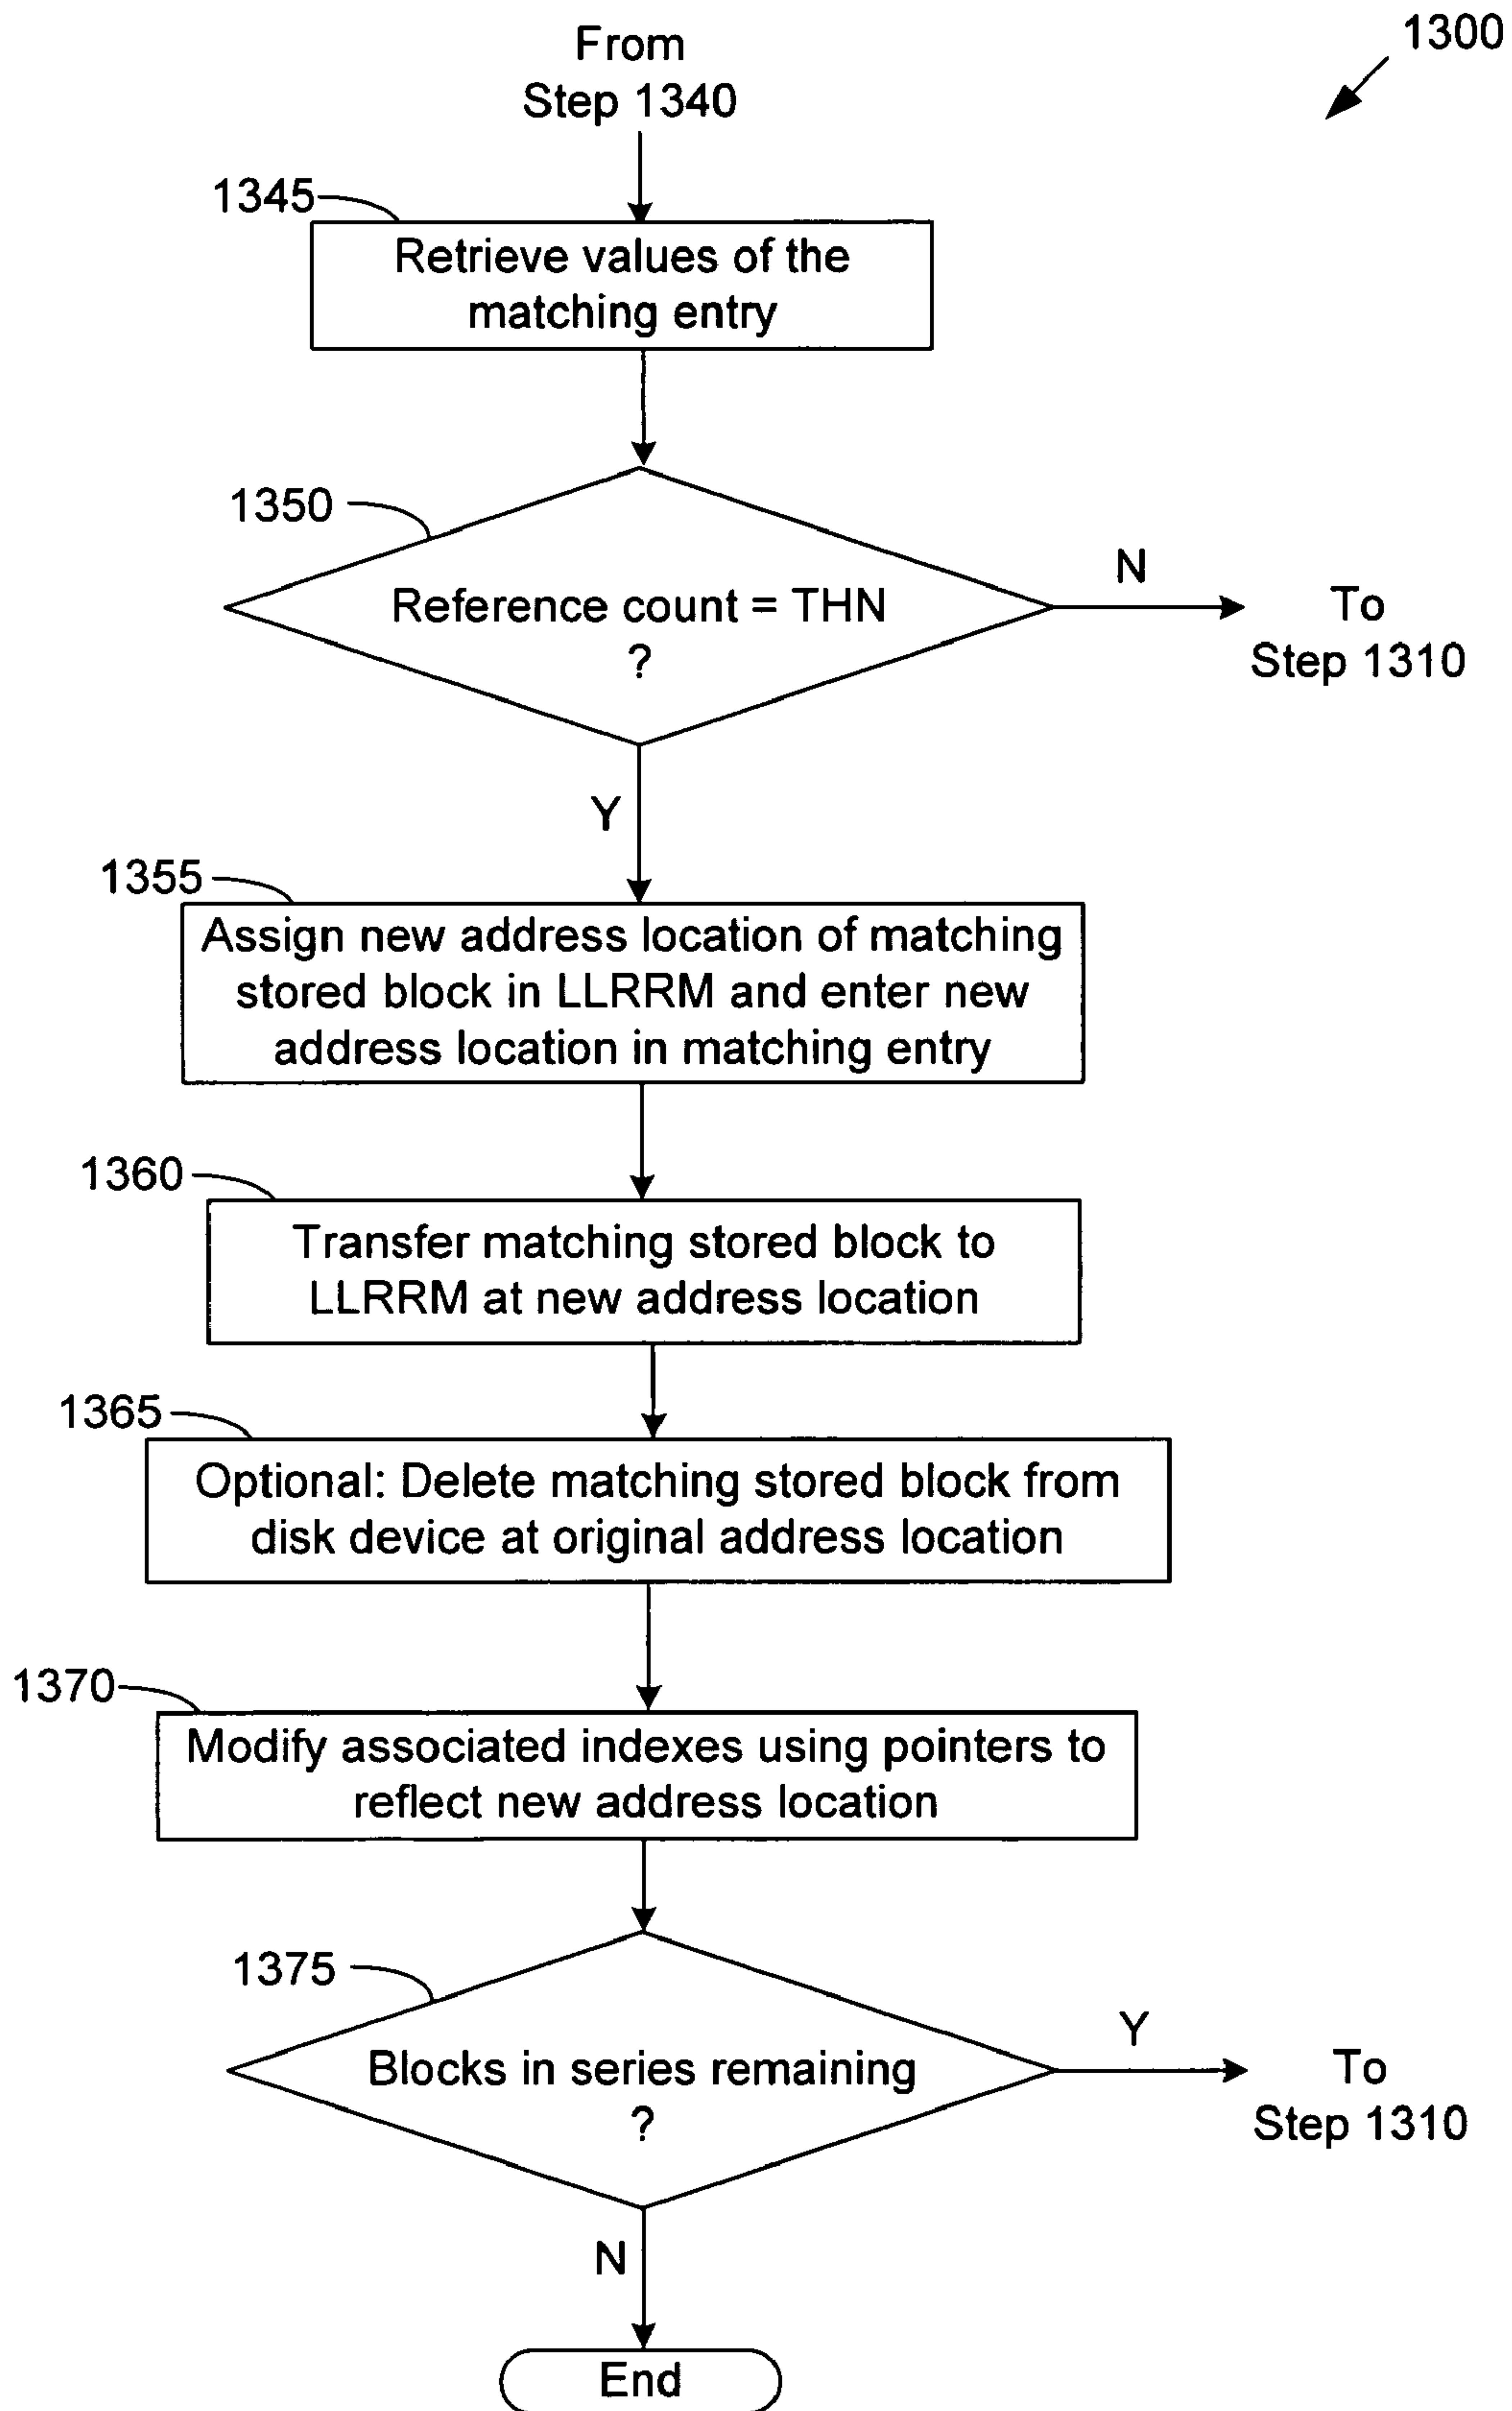 1300
From
Step 1340
1345
Retrieve values of the
matching entry
1350
Reference count = THN
?
N
To
Step 1310
Y
1355
Assign new address location of matching
stored block in LLRRM and enter new
address location in matching entry
1360
Transfer matching stored block to
LLRRM at new address location
1365
Optional: Delete matching stored block from
disk device at original address location
1370
Modify associated indexes using pointers to
reflect new address location
1375
Blocks in series remaining
?
Y
To
Step 1310
N
End